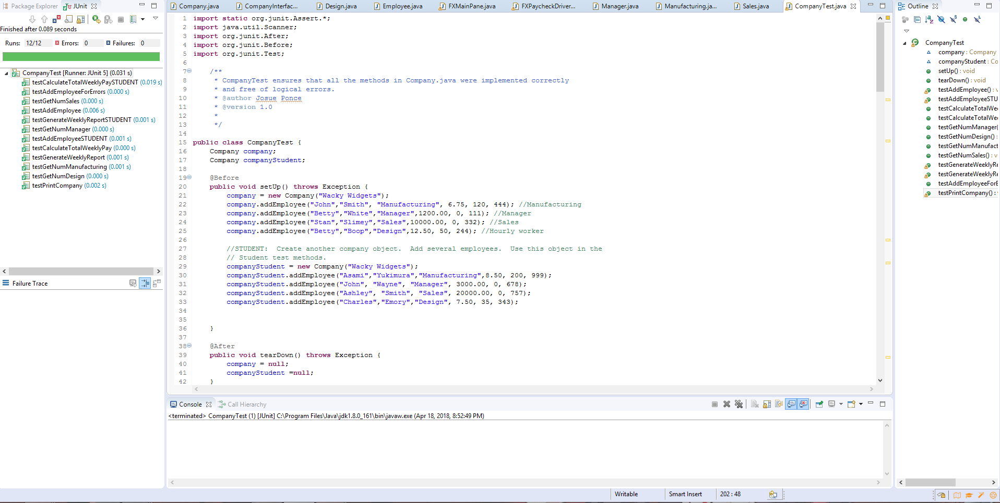 Package Explorer JUnit
Finished after 0.089 seconds
Runs: 12/12 Errors: 0 Failures: 0
CompanyTest [Runner: JUnit 5] (0.031 s)
testCalculateTotalWeeklyPaySTUDENT (0.019 s)
testAddEmployeeForErrors (0.000 s)
testGetNumSales (0.000 s)
testAddEmployee (0.006 s)
testGenerateWeeklyReportSTUDENT (0.001 s)
testGetNumManager (0.000 s)
testAddEmployeeSTUDENT (0.001 s)
testCalculateTotalWeeklyPay (0.000 s)
testGenerateWeeklyReport (0.001 s)
testGetNumManufacturing (0.001 s)
testGetNumDesign (0.000 s)
testPrintCompany (0.002 s)
Failure Trace
Company.java CompanyInterfac... Design.java Employee.java FXMainPane.java FXPaycheckDriver... Manager.java Manufacturing.ja... Sales.java CompanyTest.java
1 import static org.junit.Assert.*;
2 import java.util.Scanner;
3 import org.junit.After;
4 import org.junit.Before;
5 import org.junit.Test;
6
7 /**
8 * CompanyTest ensures that all the methods in Company.java were implemented correctly
9 * and free of logical errors.
10 * @author Josue Ponce
11 * @version 1.0
12 *
13 */
14
15 public class CompanyTest {
16 Company company;
17 Company companyStudent;
18
19 @Before
20 public void setUp() throws Exception {
21 company = new Company("Wacky Widgets");
22 company.addEmployee("John","Smith", "Manufacturing", 6.75, 120, 444); //Manufacturing
23 company.addEmployee("Betty","White","Manager",1200.00, 0, 111); //Manager
24 company.addEmployee("Stan","Slimey","Sales",10000.00, 0, 332); //Sales
25 company.addEmployee("Betty","Boop","Design",12.50, 50, 244); //Hourly worker
26
27 //STUDENT: Create another company object. Add several employees. Use this object in the
28 // Student test methods.
29 companyStudent = new Company("Wacky Widgets");
30 companyStudent.addEmployee("Asami","Yukimura","Manufacturing",8.50, 200, 999);
31 companyStudent.addEmployee("John", "Wayne", "Manager", 3000.00, 0, 678);
32 companyStudent.addEmployee("Ashley", "Smith", "Sales", 20000.00, 0, 757);
33 companyStudent.addEmployee("Charles","Emory","Design", 7.50, 35, 343);
34
35
36 }
37
38 @After
39 public void tearDown() throws Exception {
40 company = null;
41 companyStudent =null;
42 }
Console Call Hierarchy
<terminated> CompanyTest (1) [JUnit] C:\Program Files\Java\jdk1.8.0_161\bin\javaw.exe (Apr 18, 2018, 8:52:49 PM)
Outline
CompanyTest
company : Company
companyStudent : Co
setUp() : void
tearDown() : void
testAddEmployee() : v
testAddEmployeeSTU
testCalculateTotalWee
testCalculateTotalWee
testGetNumManager(
testGetNumDesign() :
testGetNumManufact
testGetNumSales() : v
testGenerateWeeklyRe
testGenerateWeeklyRe
testAddEmployeeForE
testPrintCompany() :
Writable Smart Insert 202 : 48